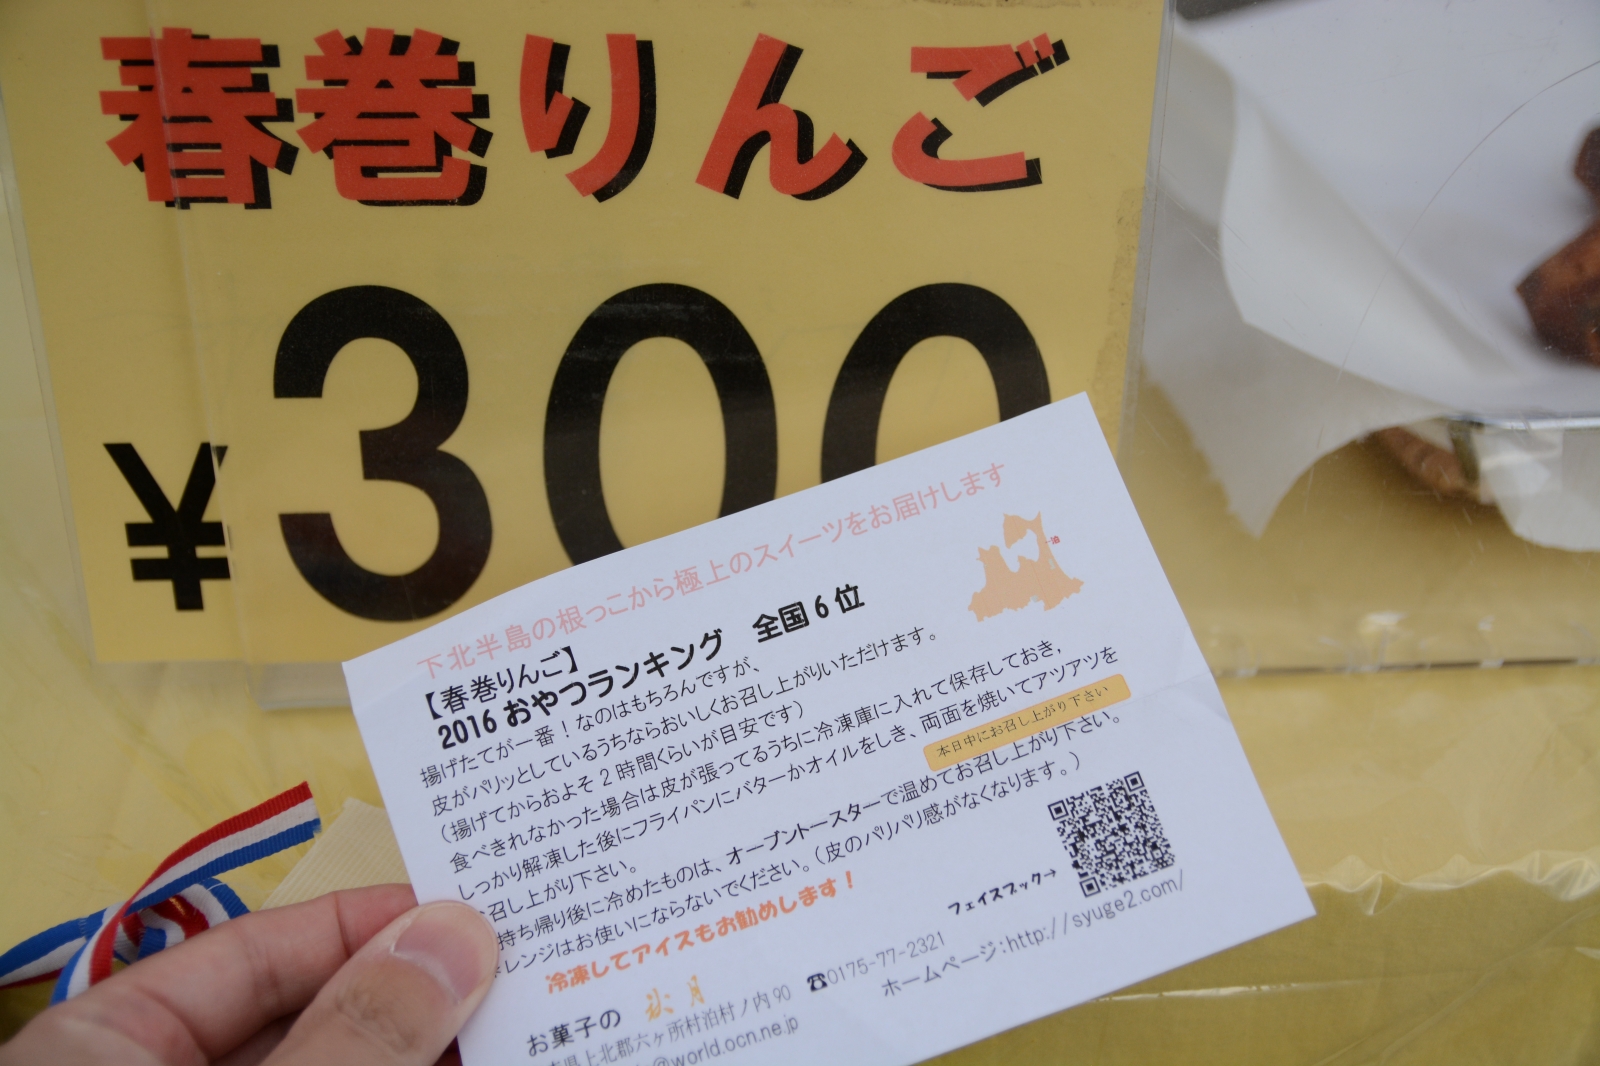 春巻りんご
¥300
下北半島の根っこから極上のスイーツをお届けします
泊
【春巻りんご】
2016おやつランキング　全国6位
揚げたてが一番！なのはもちろんですが、
皮がパリッとしているうちならおいしくお召し上がりいただけます。
（揚げてからおよそ2時間くらいが目安です）
食べきれなかった場合は皮が張ってるうちに冷凍庫に入れて保存しておき，
しっかり解凍した後にフライパンにバターかオイルをしき、両面を焼いてアツアツを
召し上がり下さい。
本日中にお召し上がり下さい
持ち帰り後に冷めたものは、オーブントースターで温めてお召し上がり下さい。
レンジはお使いにならないでください。（皮のパリパリ感がなくなります。）
冷凍してアイスもお勧めします！
フェイスブック→
お菓子の　秋月
県上北郡六ヶ所村泊村ノ内90
☎0175-77-2321
@world.ocn.ne.jp
ホームページ：http://syuge2.com/